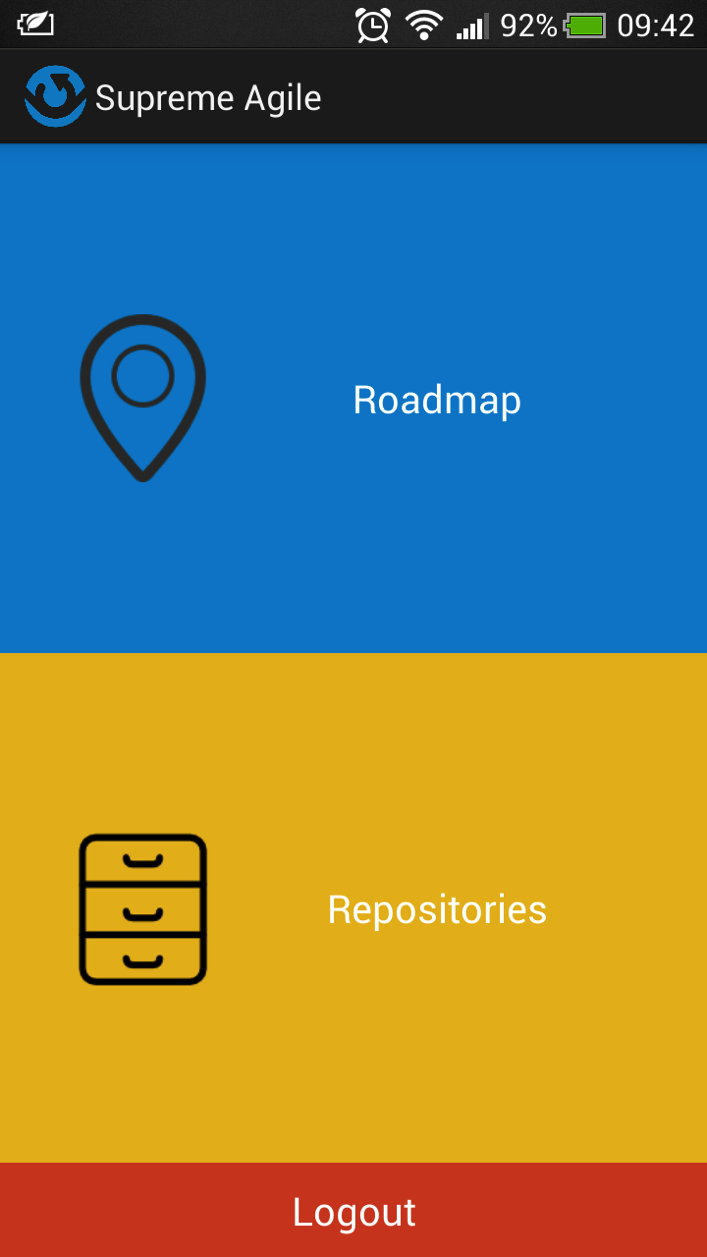 92% 09:42
Supreme Agile
Roadmap
Repositories
Logout